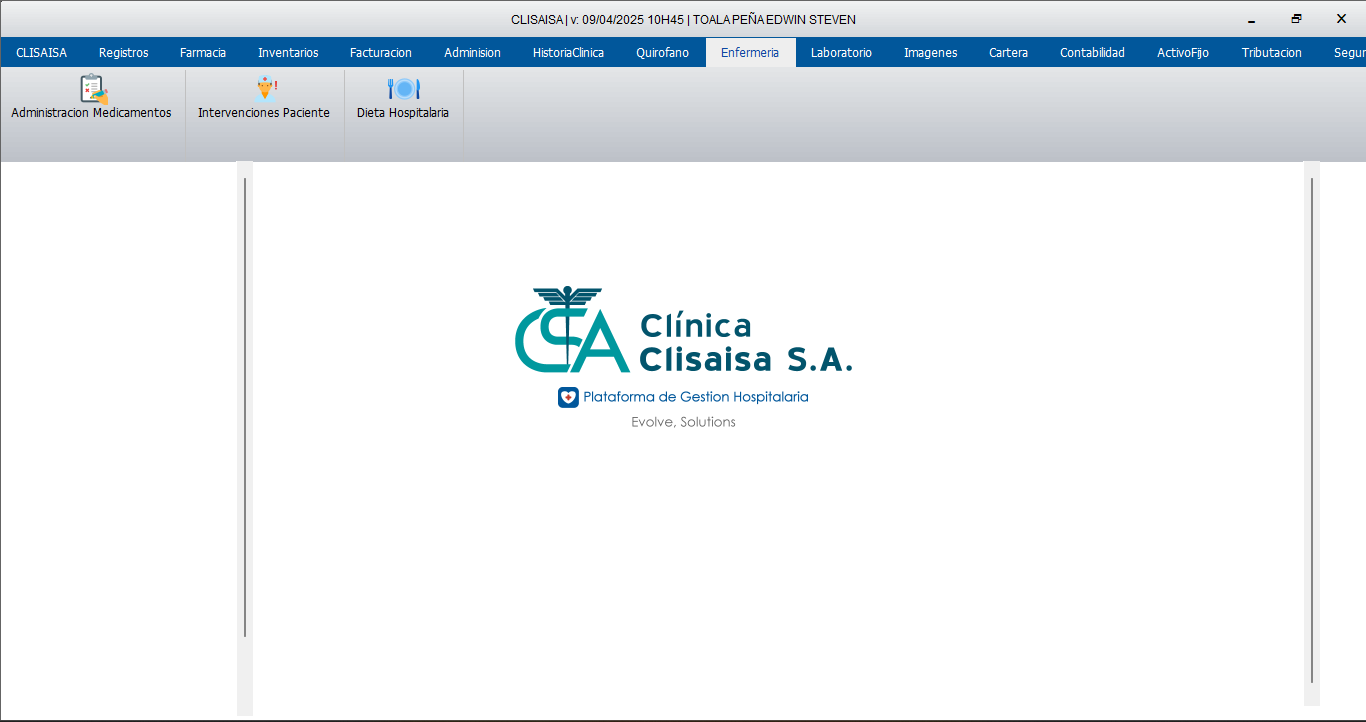 CLISAISA | v: 09/04/2025 10H45 | TOALA PEÑA EDWIN STEVEN
CLISAISA Registros Farmacia Inventarios Facturacion Adminision HistoriaClinica Quirofano Enfermeria Laboratorio Imagenes Cartera Contabilidad ActivoFijo Tributacion Segur
Administracion Medicamentos Intervenciones Paciente Dieta Hospitalaria
CSA
Clínica
Clisaisa S.A.
Plataforma de Gestion Hospitalaria
Evolve, Solutions